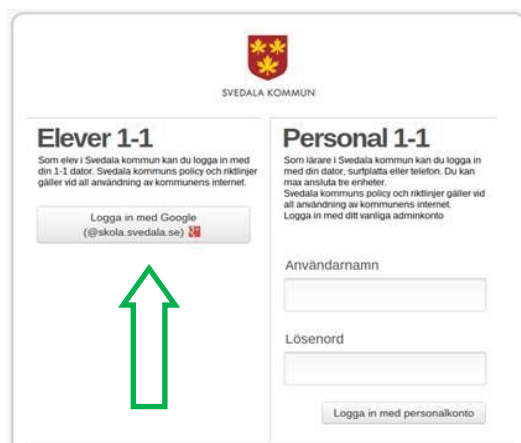 SVEDALA KOMMUN
Elever 1-1
Som elev i Svedala kommun kan du logga in med
din 1-1 dator. Svedala kommuns policy och riktlinjer
gäller vid all användning av kommunens internet.
Logga in med Google
(@skola.svedala.se)
Personal 1-1
Som lärare i Svedala kommun kan du logga in
med din dator, surfplatta eller telefon. Du kan
max ansluta tre enheter.
Svedala kommuns policy och riktlinjer gäller vid
all användning av kommunens internet.
Logga in med ditt vanliga adminkonto
Användarnamn
Lösenord
Logga in med personalkonto